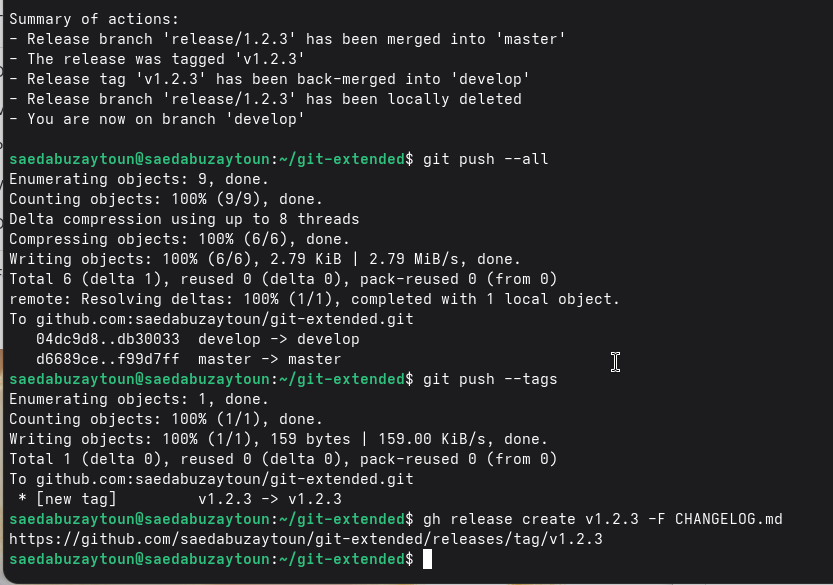 Summary of actions:
- Release branch 'release/1.2.3' has been merged into 'master'
- The release was tagged 'v1.2.3'
- Release tag 'v1.2.3' has been back-merged into 'develop'
- Release branch 'release/1.2.3' has been locally deleted
- You are now on branch 'develop'
saedabuzaytoun@saedabuzaytoun:~/git-extended$ git push --all
Enumerating objects: 9, done.
Counting objects: 100% (9/9), done.
Delta compression using up to 8 threads
Compressing objects: 100% (6/6), done.
Writing objects: 100% (6/6), 2.79 KiB | 2.79 MiB/s, done.
Total 6 (delta 1), reused 0 (delta 0), pack-reused 0 (from 0)
remote: Resolving deltas: 100% (1/1), completed with 1 local object.
To github.com:saedabuzaytoun/git-extended.git
   04dc9d8..db30033  develop -> develop
   d6689ce..f99d7ff  master -> master
saedabuzaytoun@saedabuzaytoun:~/git-extended$ git push --tags
Enumerating objects: 1, done.
Counting objects: 100% (1/1), done.
Writing objects: 100% (1/1), 159 bytes | 159.00 KiB/s, done.
Total 1 (delta 0), reused 0 (delta 0), pack-reused 0 (from 0)
To github.com:saedabuzaytoun/git-extended.git
 * [new tag]         v1.2.3 -> v1.2.3
saedabuzaytoun@saedabuzaytoun:~/git-extended$ gh release create v1.2.3 -F CHANGELOG.md
https://github.com/saedabuzaytoun/git-extended/releases/tag/v1.2.3
saedabuzaytoun@saedabuzaytoun:~/git-extended$